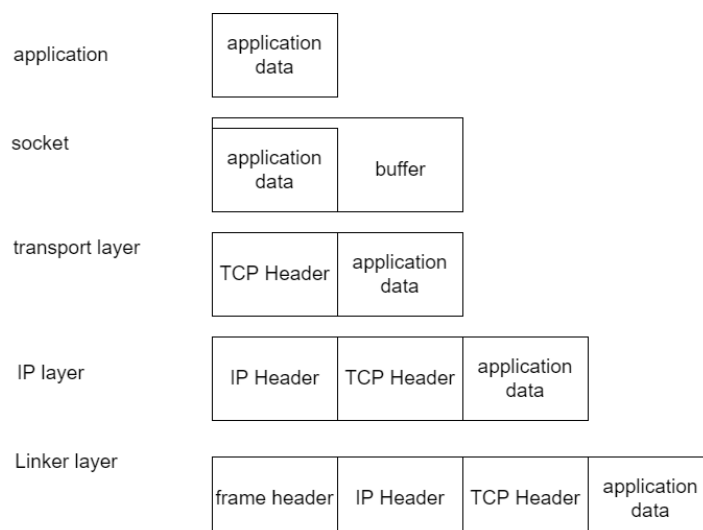 application
application
data
socket
application
data
buffer
transport layer
TCP Header
application
data
IP layer
IP Header
TCP Header
application
data
Linker layer
frame header
IP Header
TCP Header
application
data